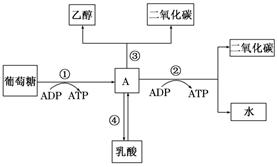 乙醇
二氧化碳
③
葡萄糖
①
ADP
ATP
A
②
ADP
ATP
二氧化碳
水
④
乳酸